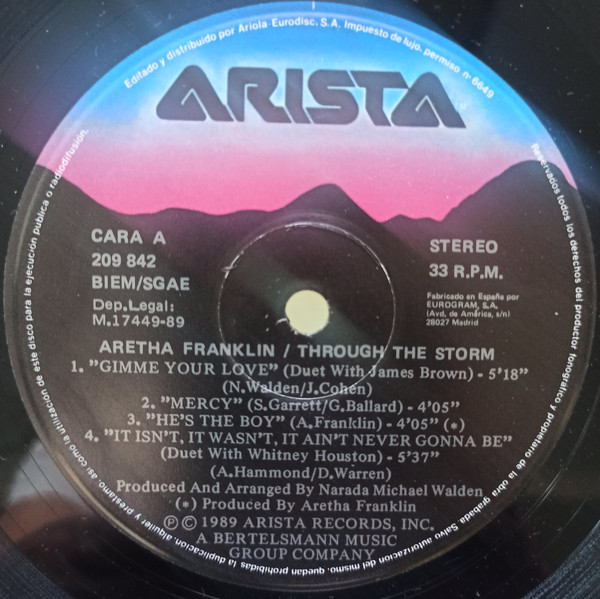 Editado y distribuido por Ariola Eurodisc. S.A. Impuesto de lujo. permiso nº 6649
ARISTA
CARA A
209 842
BIEM/SGAE
Dep.Legal:
M.17449-89
STEREO
33 R.P.M.
Fabricado en España por
EUROGRAM, S.A.
(Avd. de América, s/n)
28027 Madrid
ARETHA FRANKLIN / THROUGH THE STORM
1. "GIMME YOUR LOVE" (Duet With James Brown) - 5'18"
(N.Walden/J.Cohen)
2. "MERCY" (S.Garrett/G.Ballard) - 4'05"
3. "HE'S THE BOY" (A.Franklin) - 4'05" (*)
4. "IT ISN'T, IT WASN'T, IT AIN'T NEVER GONNA BE"
(Duet With Whitney Houston) - 5'37"
(A.Hammond/D.Warren)
Produced And Arranged By Narada Michael Walden
(*) Produced By Aretha Franklin
Ⓟ © 1989 ARISTA RECORDS, INC.
A BERTELSMANN MUSIC
GROUP COMPANY
Reservados todos los derechos del productor fonográfico y propietario de la obra grabada Salvo autorizacion del mismo, quedan prohibidas la duplicación, alquiler y prestamo, asi como la utilizacion de este disco para la ejecución publica o radiodifusión.